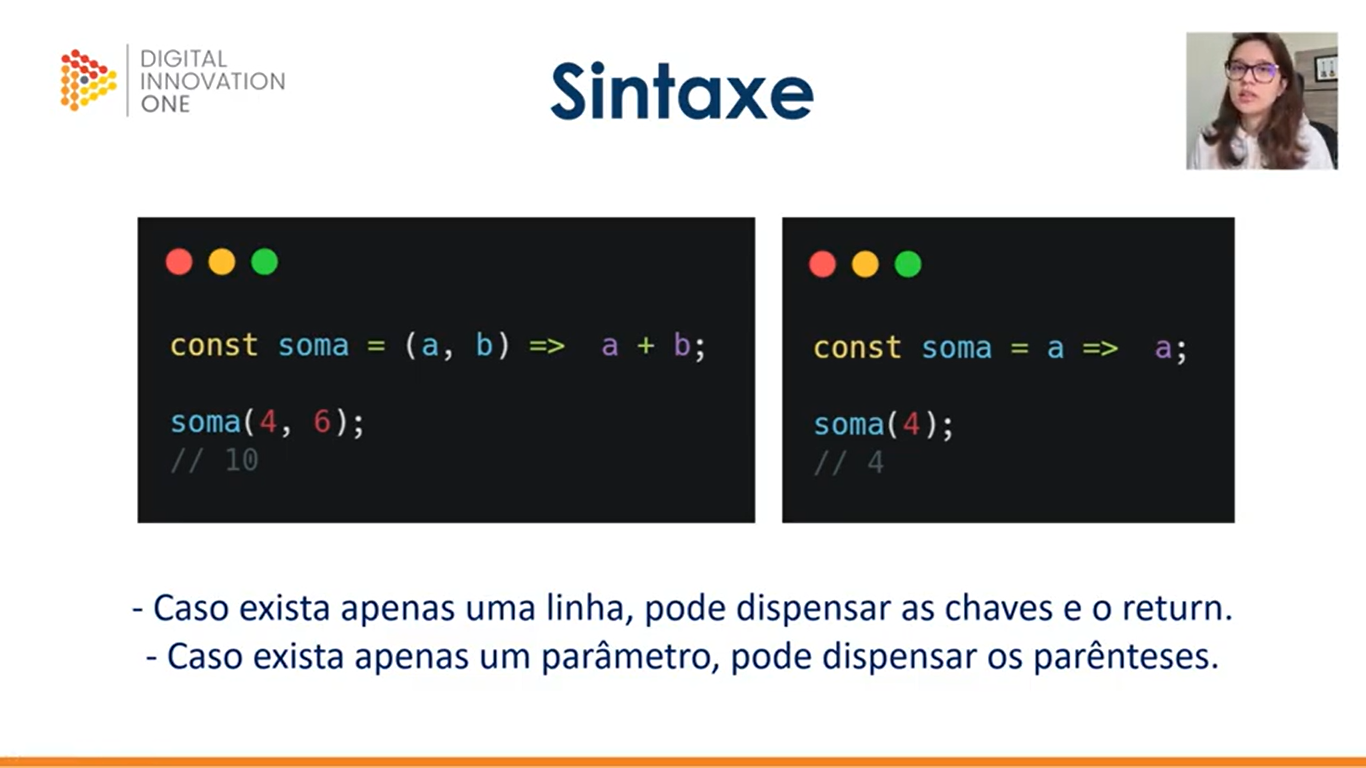 DIGITAL
INNOVATION
ONE
Sintaxe
const soma = (a, b) => a + b;
soma(4, 6);
// 10
const soma = a => a;
soma(4);
// 4
- Caso exista apenas uma linha, pode dispensar as chaves e o return.
- Caso exista apenas um parâmetro, pode dispensar os parênteses.